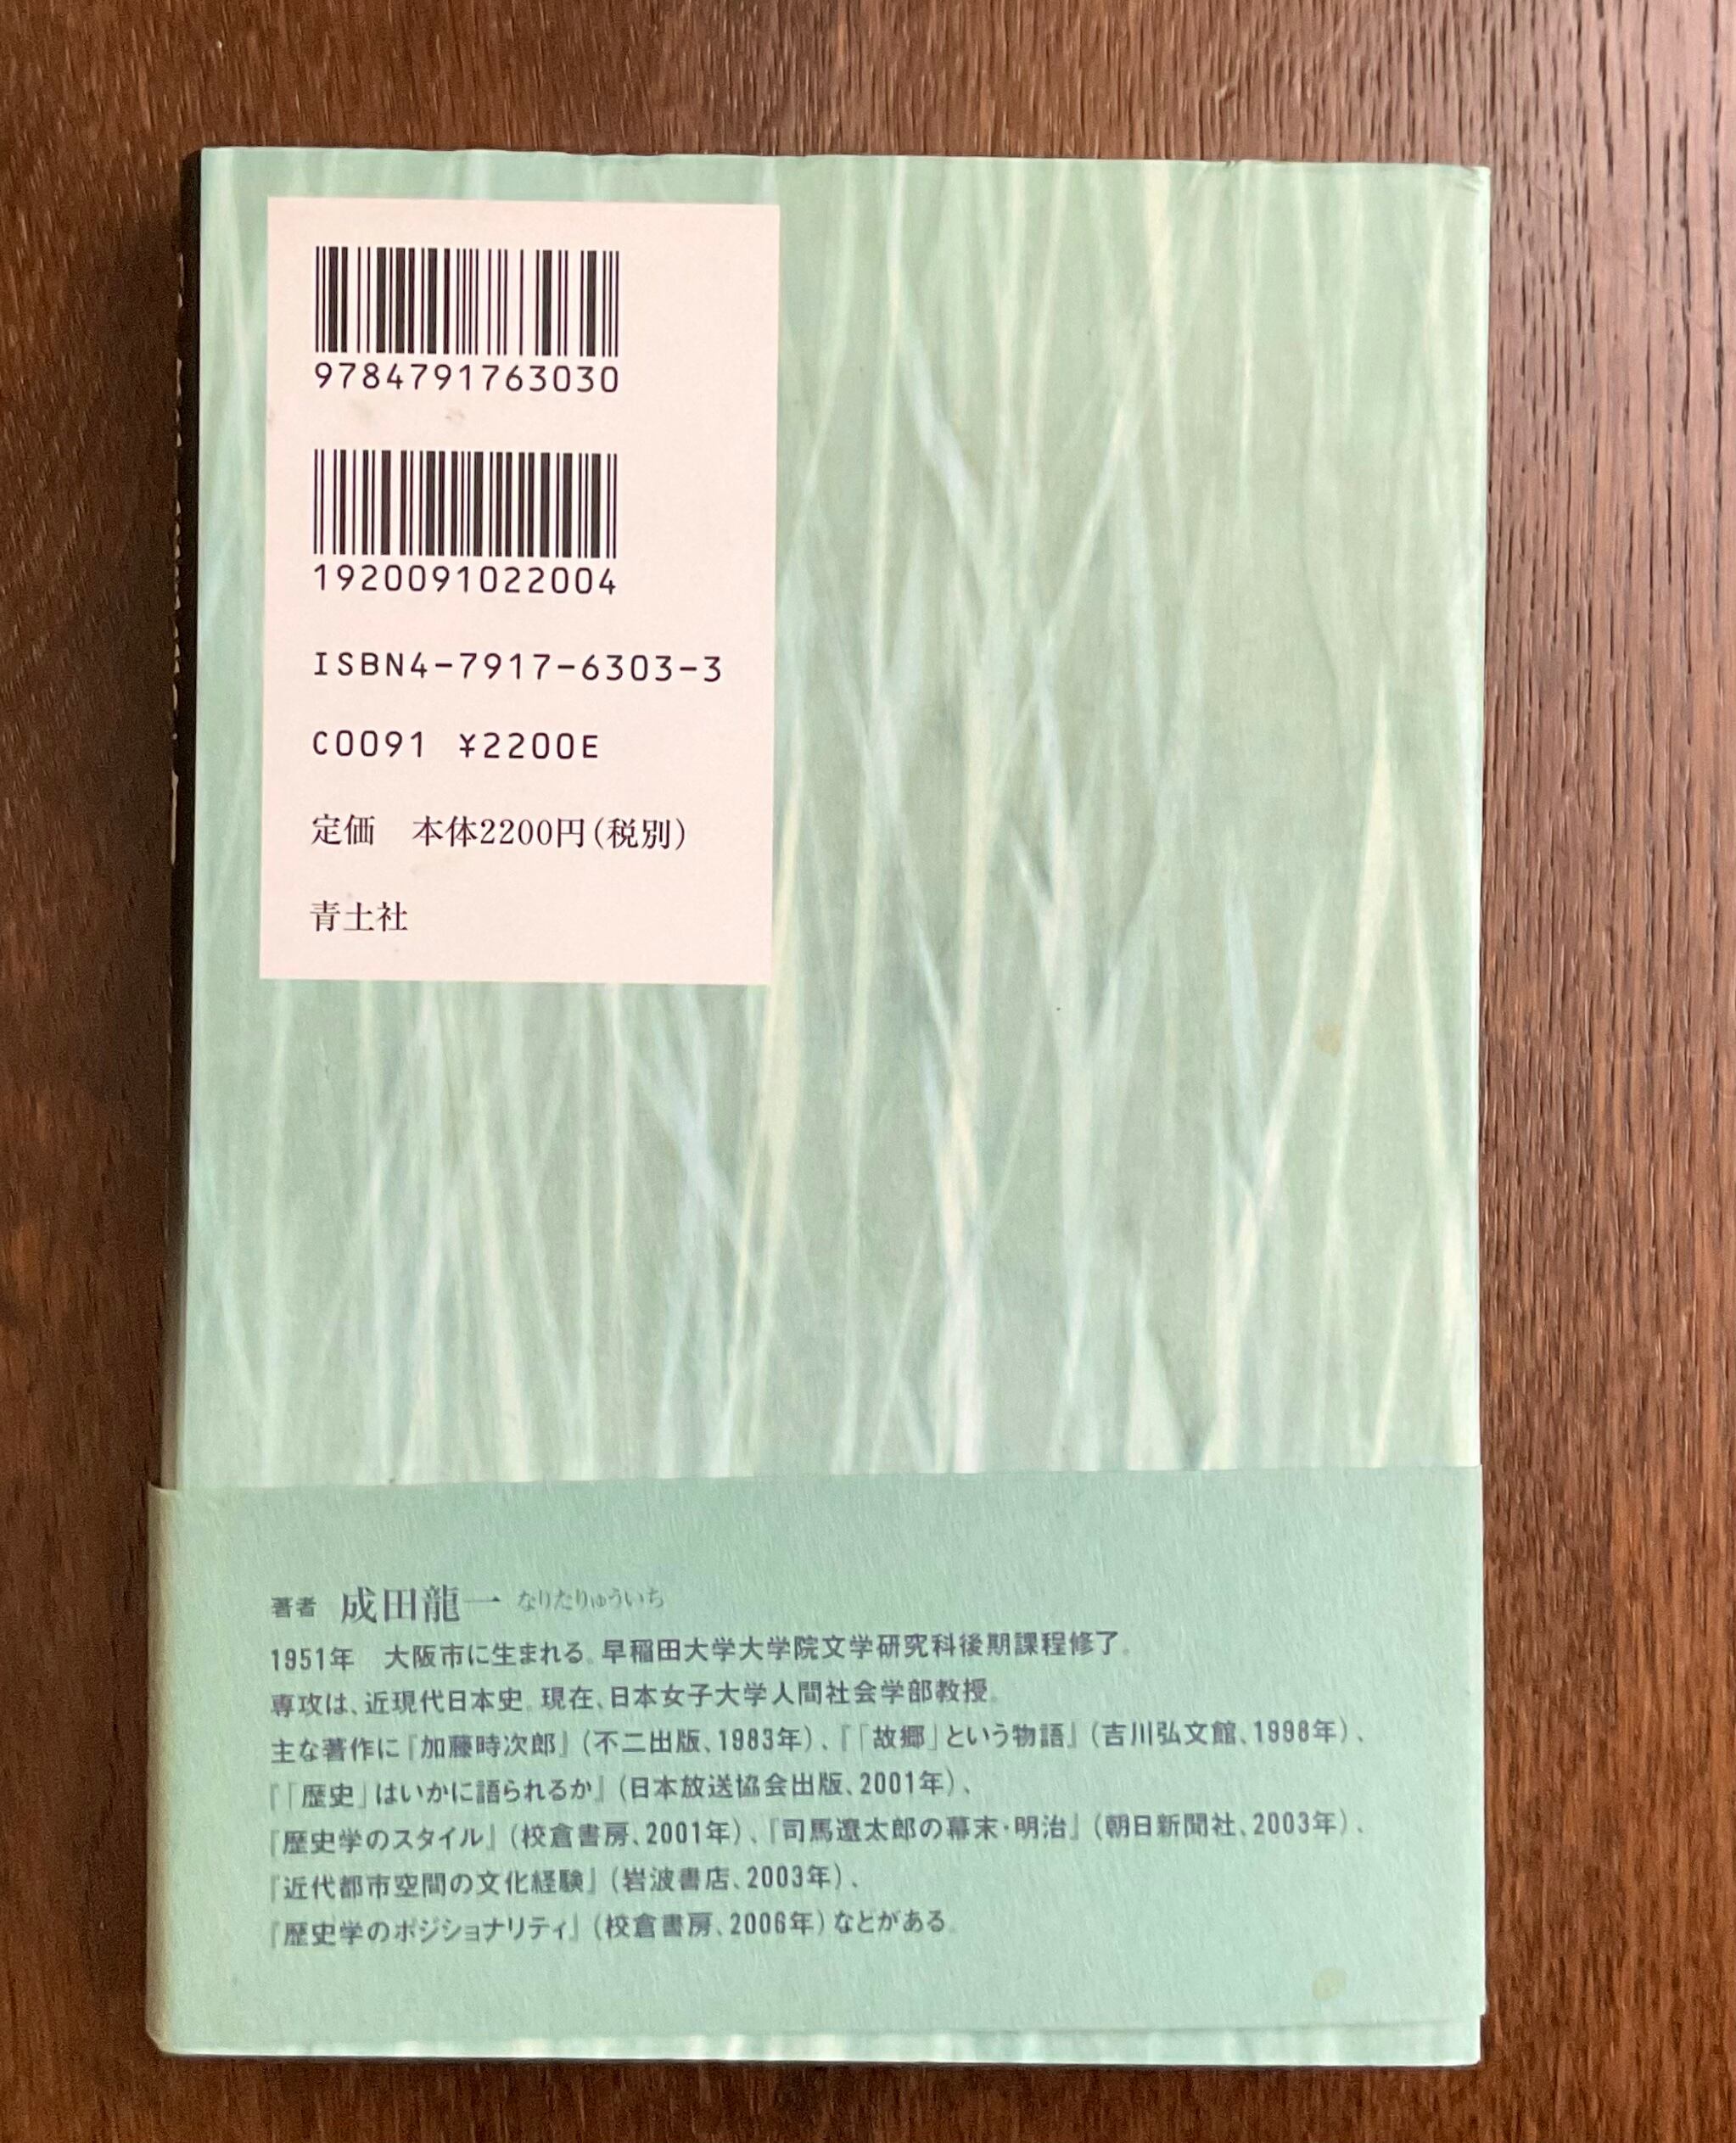 9784791763030
1920091022004
ISBN4-7917-6303-3
C0091 ¥2200E
定価　本体2200円(税別)
青土社
著者 成田龍一 なりたりゅういち
1951年　大阪市に生まれる。早稲田大学大学院文学研究科後期課程修了。
専攻は、近現代日本史。現在、日本女子大学人間社会学部教授。
主な著作に『加藤時次郎』(不二出版、1983年)、『「故郷」という物語』(吉川弘文館、1998年)、
『「歴史」はいかに語られるか』(日本放送協会出版、2001年)、
『歴史学のスタイル』(校倉書房、2001年)、『司馬遼太郎の幕末・明治』(朝日新聞社、2003年)、
『近代都市空間の文化経験』(岩波書店、2003年)、
『歴史学のポジショナリティ』(校倉書房、2006年)などがある。